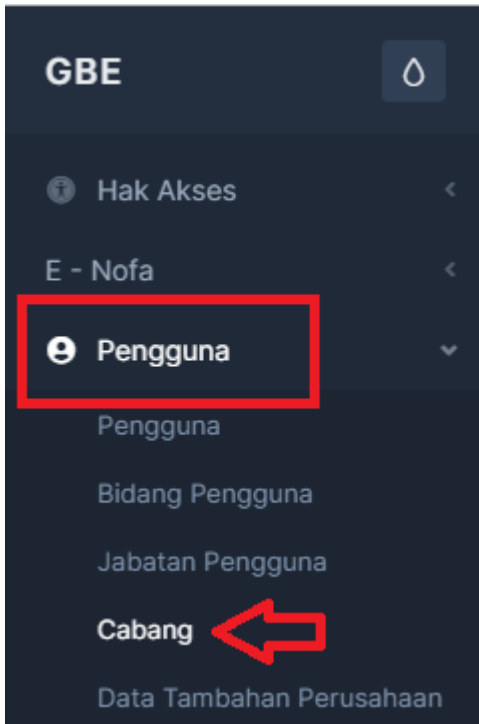 GBE
Hak Akses
E - Nofa
Pengguna
Pengguna
Bidang Pengguna
Jabatan Pengguna
Cabang
Data Tambahan Perusahaan